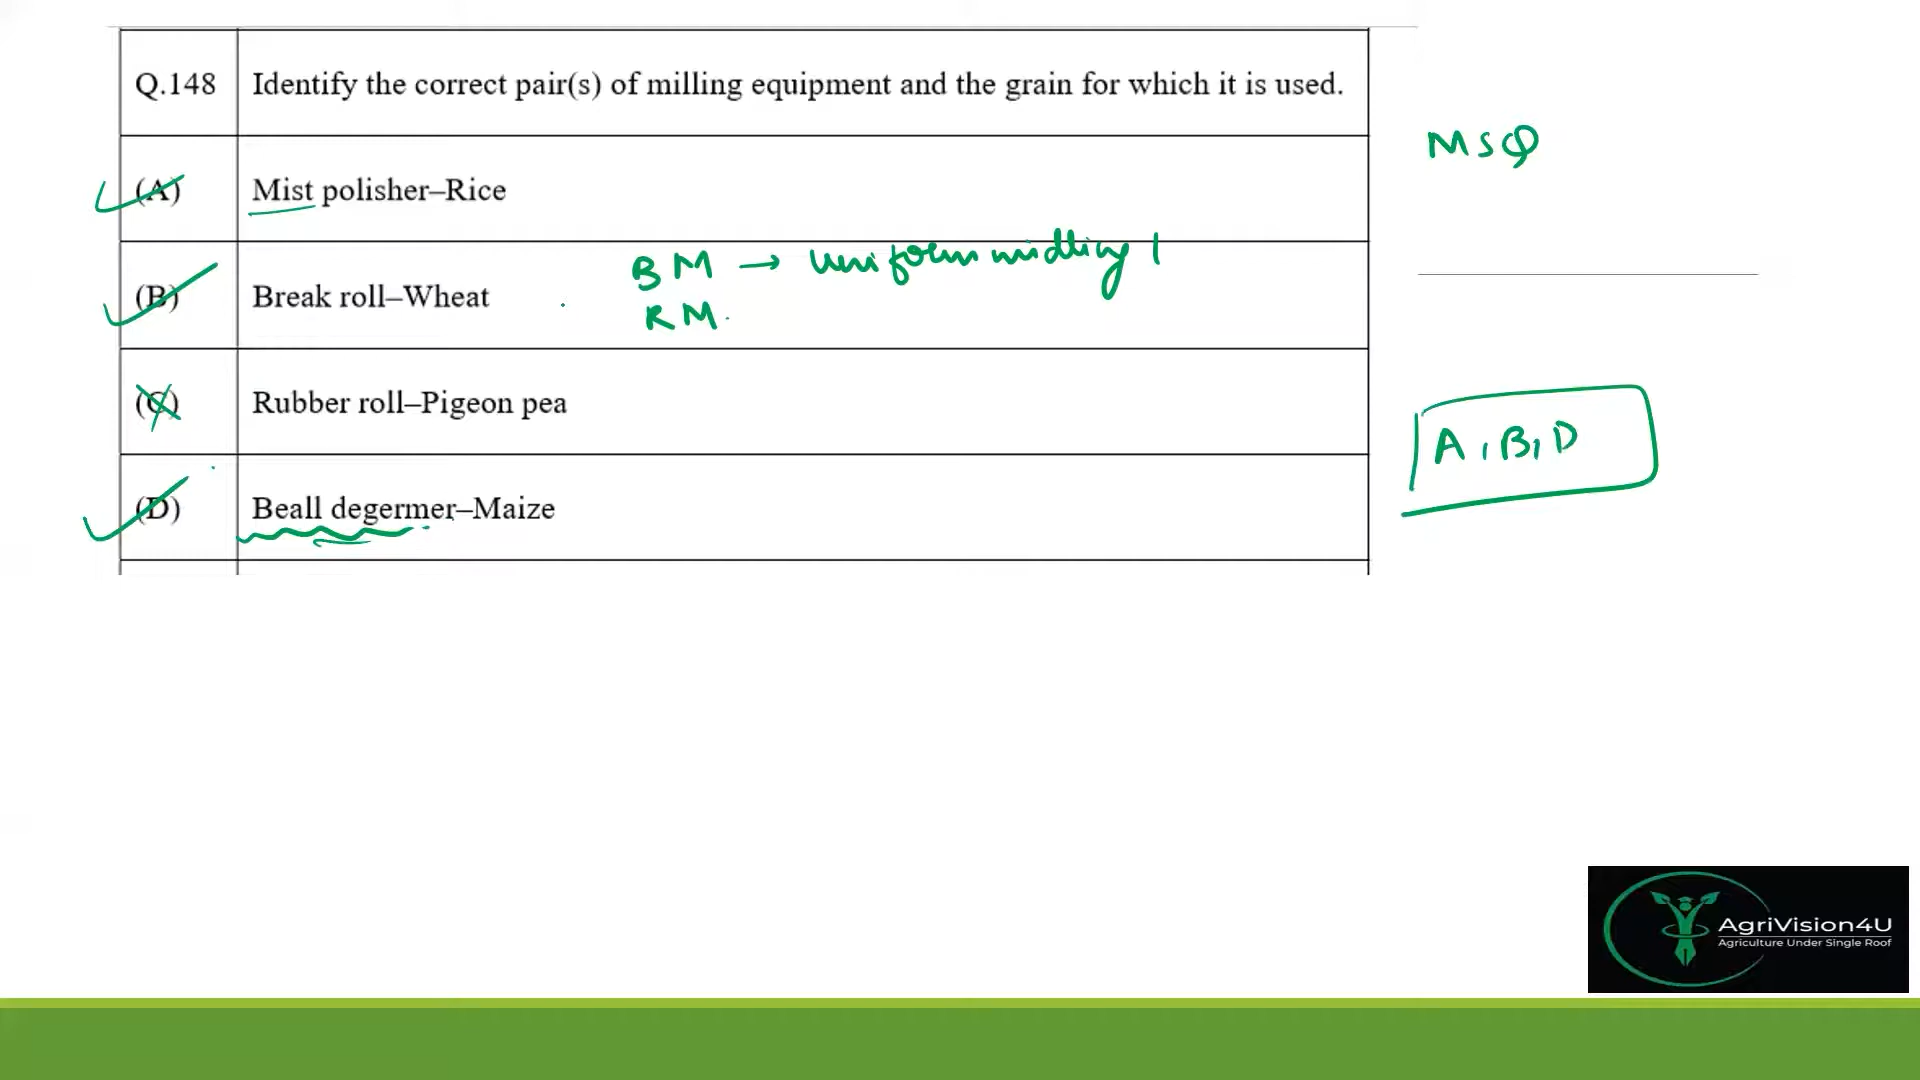 Q.148 Identify the correct pair(s) of milling equipment and the grain for which it is used.
MSQ
(A) Mist polisher–Rice
BM → uniform midling
(B) Break roll–Wheat
RM.
(C) Rubber roll–Pigeon pea
A, B, D
(D) Beall degermer–Maize
AgriVision4U
Agriculture Under Single Roof